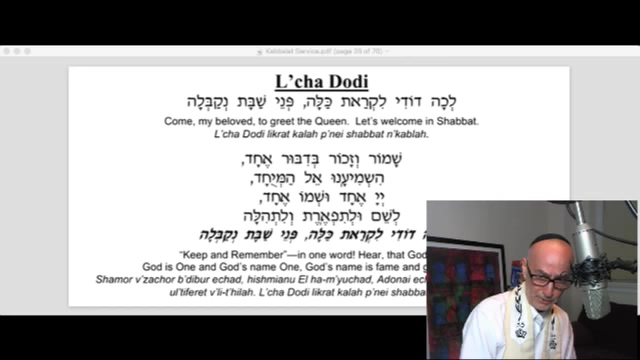 Kabbalat Service.pdf (page 39 of 70)
L'cha Dodi
לְכָה דוֹדִי לִקְרַאת כַּלָּה, פְּנֵי שַׁבָּת נְקַבְּלָה
Come, my beloved, to greet the Queen. Let's welcome in Shabbat.
L'cha Dodi likrat kalah p'nei shabbat n'kablah.
שָׁמוֹר וְזָכוֹר בְּדִבּוּר אֶחָד,
הִשְׁמִיעָנוּ אֵל הַמְּיֻחָד,
יְיָ אֶחָד וּשְׁמוֹ אֶחָד,
לְשֵׁם וּלְתִפְאֶרֶת וְלִתְהִלָּה
דוֹדִי לִקְרַאת כַּלָּה, פְּנֵי שַׁבָּת נְקַבְּלָה
"Keep and Remember"—in one word! Hear, that God
God is One and God's name One, God's name is fame and
Shamor v'zachor b'dibur echad, hishmianu El ha-m'yuchad, Adonai
ul'tiferet v'li-t'hilah. L'cha Dodi likrat kalah p'nei